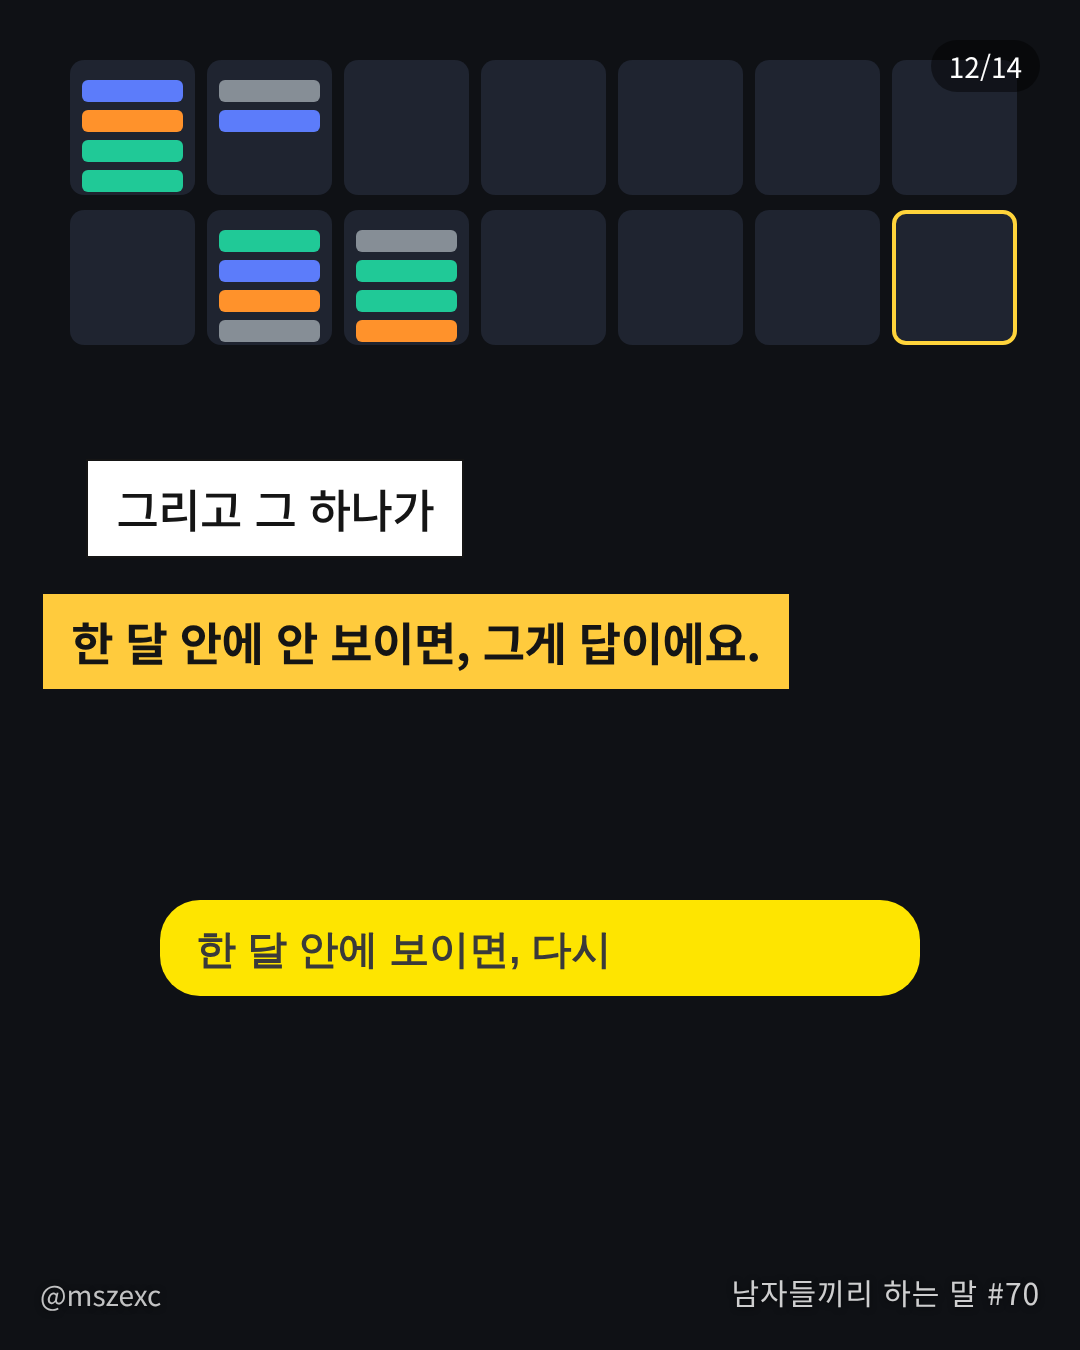 12/14
그리고 그 하나가
한 달 안에 안 보이면, 그게 답이에요.
한 달 안에 보이면, 다시
@mszexc
남자들끼리 하는 말 #70